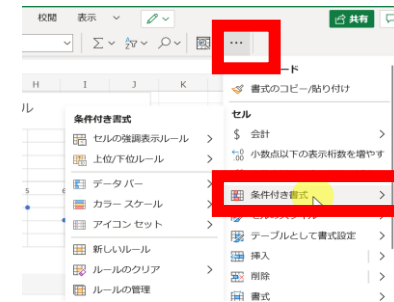 校閲 表示
共有
H I J K
ル
ード
書式のコピー/貼り付け
セル
$ 会計
小数点以下の表示桁数を増やす
条件付き書式
テーブルとして書式設定
挿入
削除
書式
条件付き書式
セルの強調表示ルール
上位/下位ルール
データ バー
カラー スケール
アイコン セット
新しいルール
ルールのクリア
ルールの管理